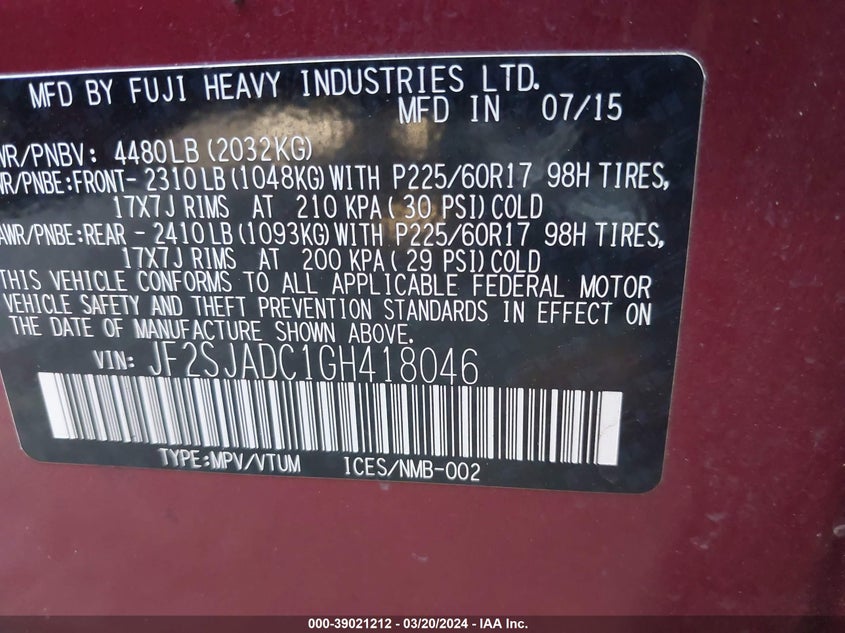 MFD BY FUJI HEAVY INDUSTRIES LTD.
MFD IN 07/15
WR/PNBV: 4480LB (2032KG)
WR/PNBE:FRONT- 2310LB (1048KG) WITH P225/60R17 98H TIRES,
17X7J RIMS AT 210 KPA ( 30 PSI) COLD
AWR/PNBE:REAR - 2410LB (1093KG) WITH P225/60R17 98H TIRES,
17X7J RIMS AT 200 KPA ( 29 PSI) COLD
THIS VEHICLE CONFORMS TO ALL APPLICABLE FEDERAL MOTOR
VEHICLE SAFETY AND THEFT PREVENTION STANDARDS IN EFFECT ON
THE DATE OF MANUFACTURE SHOWN ABOVE.
VIN: JF2SJADC1GH418046
TYPE:MPV/VTUM ICES/NMB-002
000-39021212 - 03/20/2024 - IAA Inc.